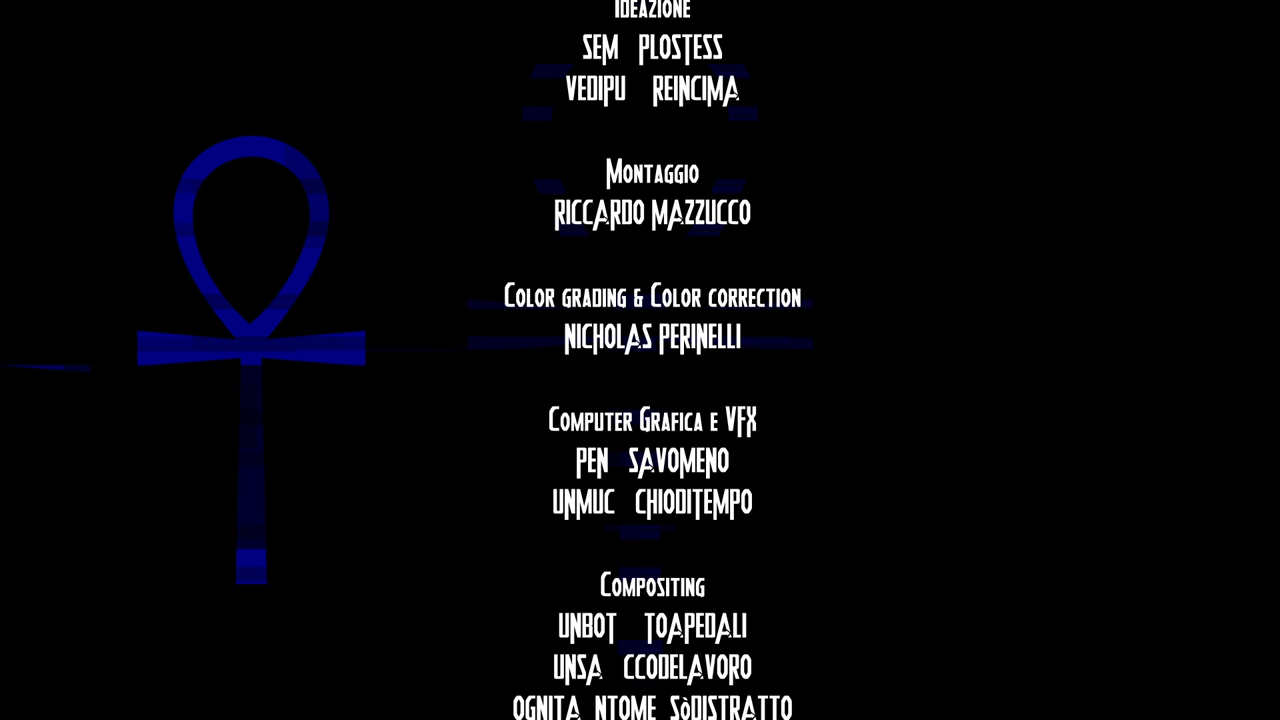 IDEAZIONE
SEM PLOSTESS
VEDIPU REINCIMA
MONTAGGIO
RICCARDO MAZZUCCO
COLOR GRADING & COLOR CORRECTION
NICHOLAS PERINELLI
COMPUTER GRAFICA E VFX
PEN SAVOMENO
UNMUC CHIODITEMPO
COMPOSITING
UNBOT TOAPEDALI
UNSA CCODELAVORO
OGNITA NTOME SòDISTRATTO